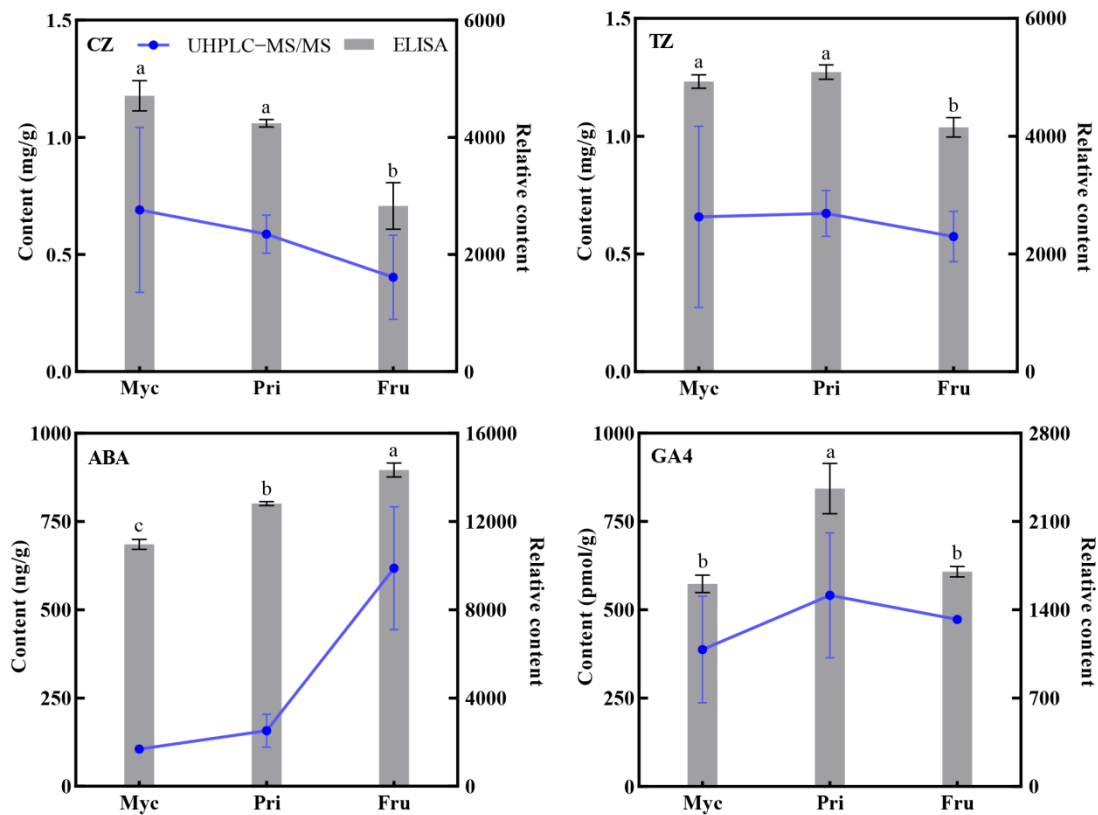 CZ
UHPLC−MS/MS
ELISA
Content (mg/g)
1.5
1.0
0.5
0.0
a
a
b
Myc
Pri
Fru
6000
4000
2000
0
Relative content
TZ
Content (mg/g)
1.5
1.0
0.5
0.0
a
a
b
Myc
Pri
Fru
6000
4000
2000
0
Relative content
ABA
Content (ng/g)
1000
750
500
250
0
c
b
a
Myc
Pri
Fru
16000
12000
8000
4000
0
Relative content
GA4
Content (pmol/g)
1000
750
500
250
0
b
a
b
Myc
Pri
Fru
2800
2100
1400
700
0
Relative content